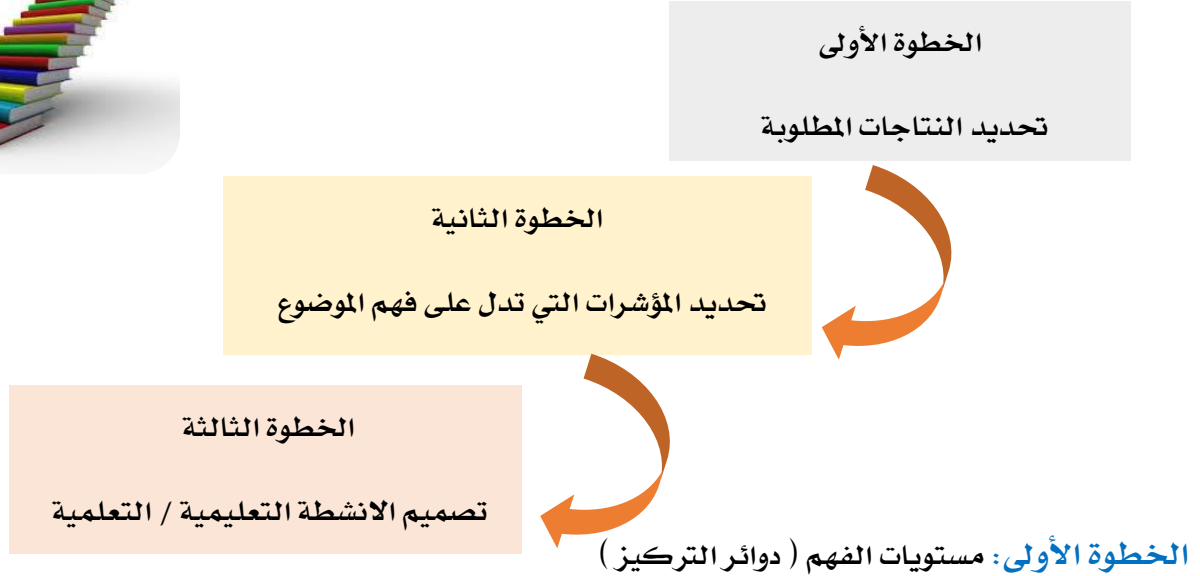 الخطوة الأولى
تحديد النتاجات المطلوبة
الخطوة الثانية
تحديد المؤشرات التي تدل على فهم الموضوع
الخطوة الثالثة
تصميم الانشطة التعليمية / التعلمية
الخطوة الأولى: مستويات الفهم ( دوائر التركيز )